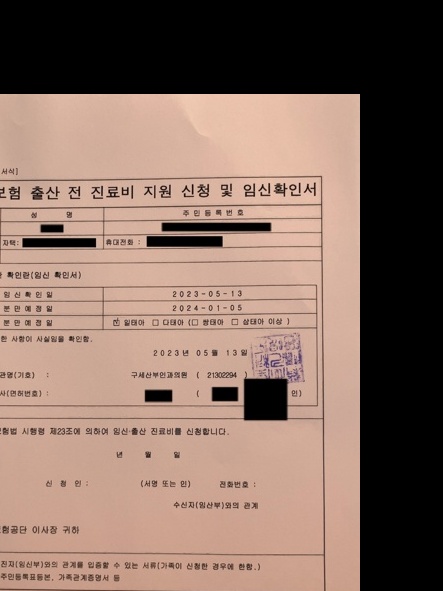 서식]
보험 출산 전 진료비 지원 신청 및 임신확인서
성 명 주 민 등 록 번 호
자택: 휴대전화 :
확인란(임신 확인서)
임 신 확 인 일 2023-05-13
분 만 예 정 일 2024-01-05
분 만 예 정 일 ☑ 일태아 □ 다태아 (□ 쌍태아 □ 삼태아 이상 )
한 사항이 사실임을 확인함.
2023년 05월 13일
관명(기호) : 구세산부인과의원 ( 21302294 )
사(면허번호) : ( 인)
험법 시행령 제23조에 의하여 임신·출산 진료비를 신청합니다.
년 월 일
신 청 인 : (서명 또는 인) 전화번호 :
수신자(임산부)와의 관계
험공단 이사장 귀하
전자(임신부)와의 관계를 입증할 수 있는 서류(가족이 신청한 경우에 한함.)
주민등록표등본, 가족관계증명서 등